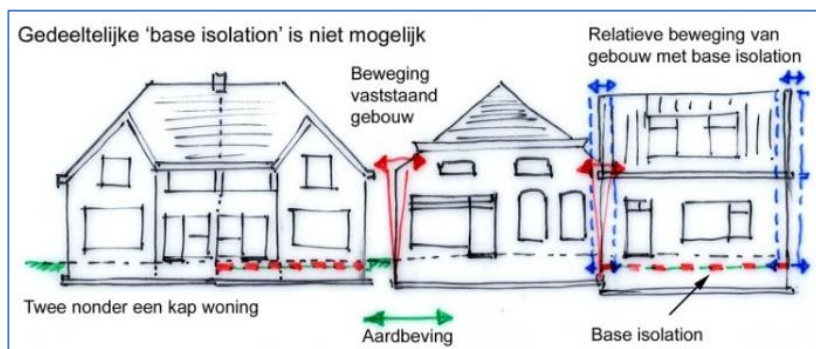 Gedeeltelijke ‘base isolation’ is niet mogelijk
Relatieve beweging van
gebouw met base isolation
Beweging
vaststaand
gebouw
Twee nonder een kap woning
Aardbeving
Base isolation